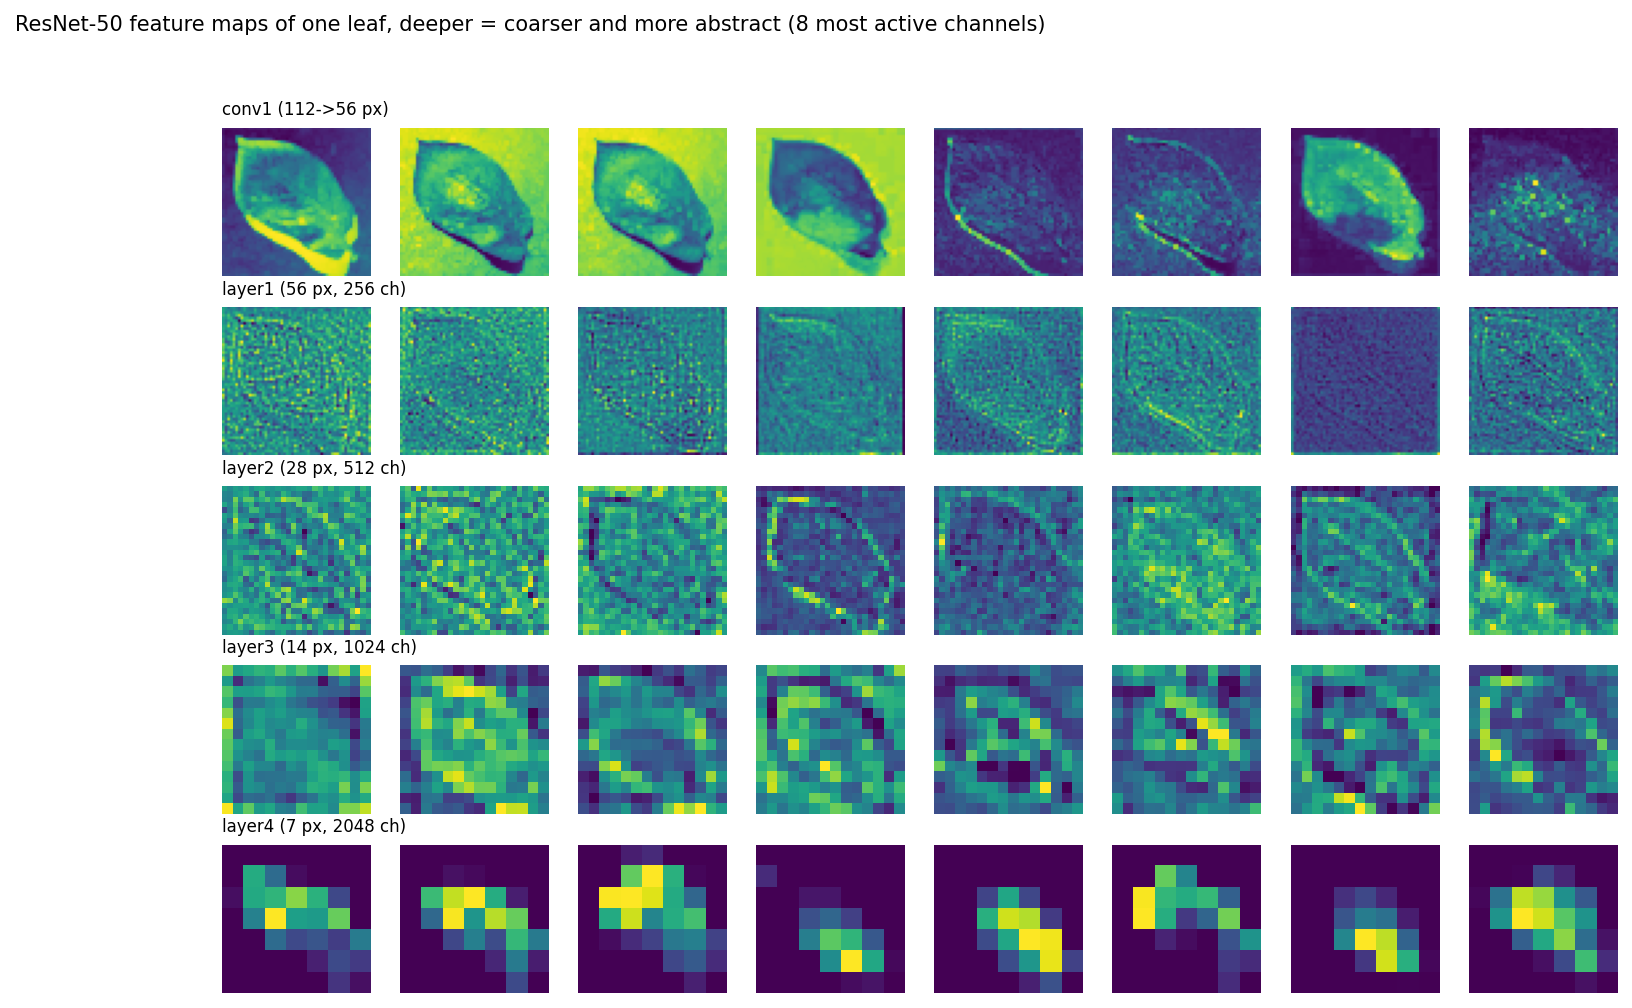 ResNet-50 feature maps of one leaf, deeper = coarser and more abstract (8 most active channels)
conv1 (112->56 px)
layer1 (56 px, 256 ch)
layer2 (28 px, 512 ch)
layer3 (14 px, 1024 ch)
layer4 (7 px, 2048 ch)